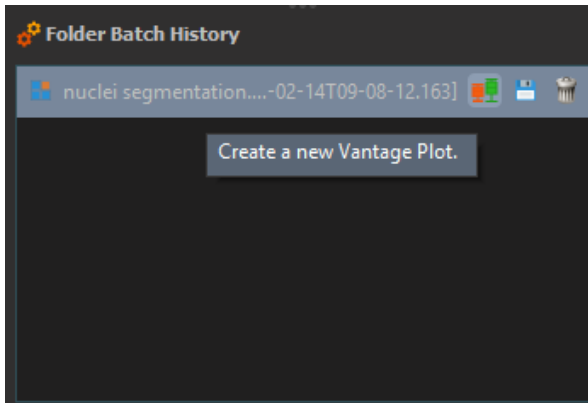 Folder Batch History
nuclei segmentation....-02-14T09-08-12.163]
Create a new Vantage Plot.